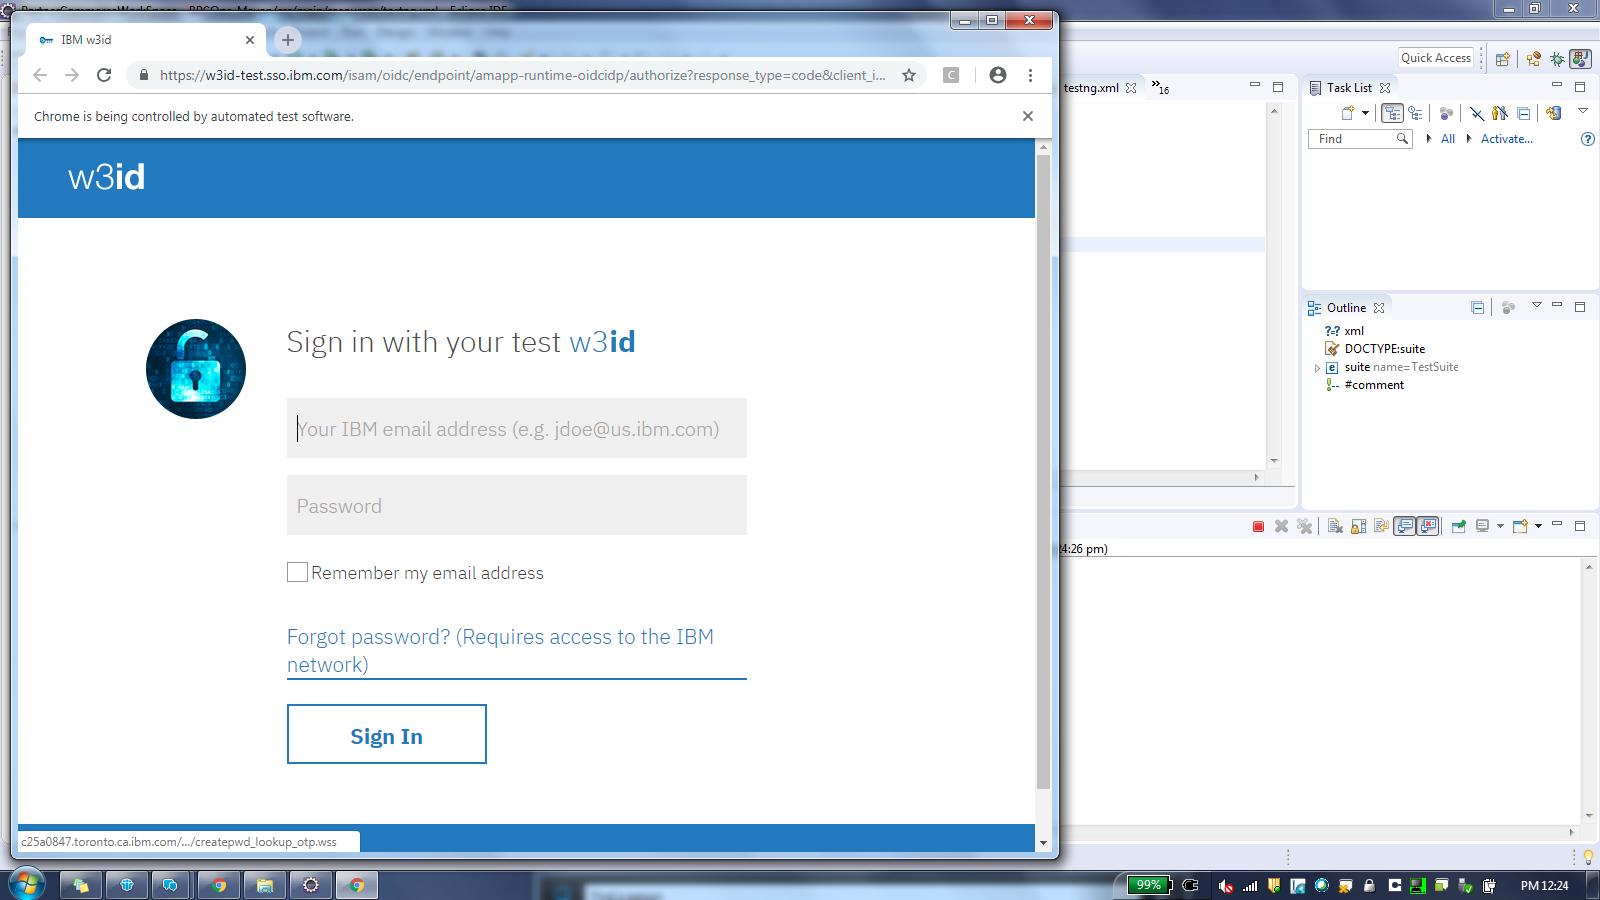 IBM w3id
https://w3id-test.sso.ibm.com/isam/oidc/endpoint/amapp-runtime-oidcidp/authorize?response_type=code&client_i...
C
Chrome is being controlled by automated test software.
w3id
Sign in with your test w3id
Your IBM email address (e.g. jdoe@us.ibm.com)
Password
Remember my email address
Forgot password? (Requires access to the IBM
network)
Sign In
c25a0847.toronto.ca.ibm.com/.../createpwd_lookup_otp.wss
Quick Access
testng.xml
»16
Task List
Find
All
Activate...
Outline
?=? xml
DOCTYPE:suite
e suite name=TestSuite
#comment
4:26 pm)
99%
PM 12:24